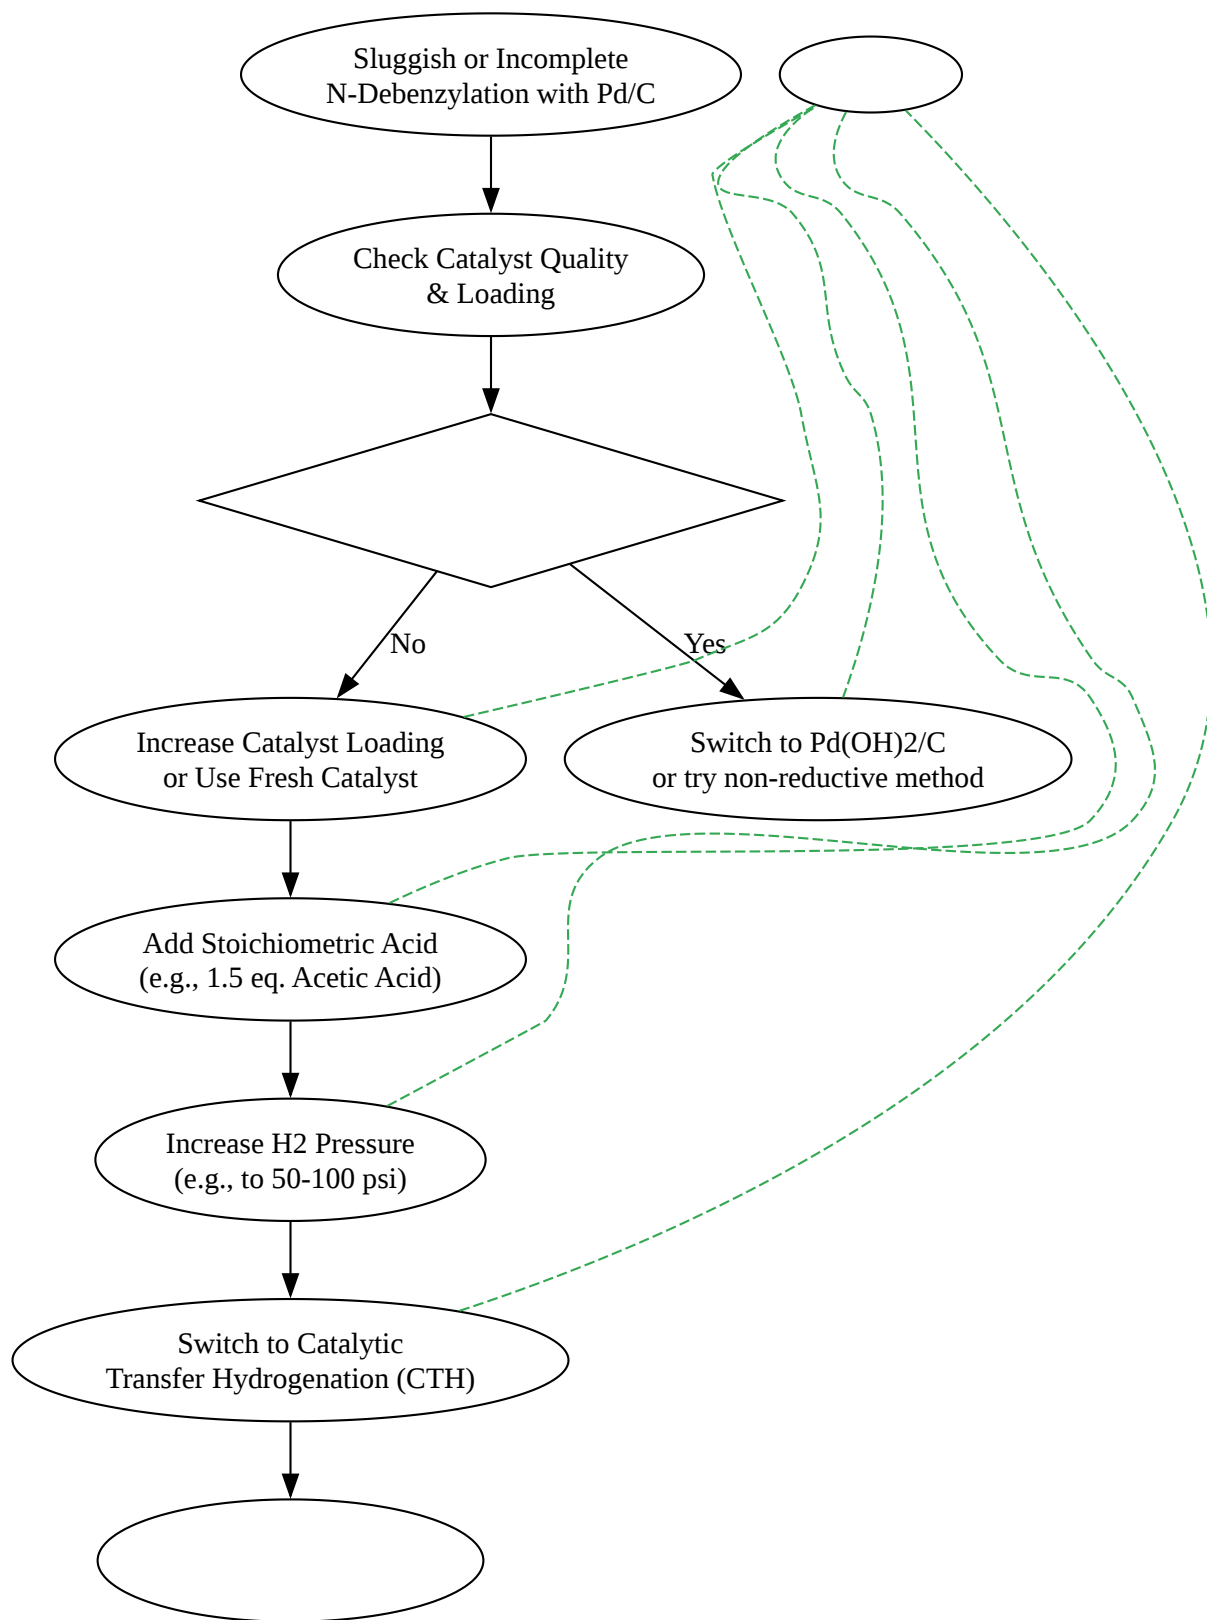 Sluggish or Incomplete
N-Debenzylation with Pd/C
Check Catalyst Quality
& Loading
No
Yes
Increase Catalyst Loading
or Use Fresh Catalyst
Switch to Pd(OH)2/C
or try non-reductive method
Add Stoichiometric Acid
(e.g., 1.5 eq. Acetic Acid)
Increase H2 Pressure
(e.g., to 50-100 psi)
Switch to Catalytic
Transfer Hydrogenation (CTH)